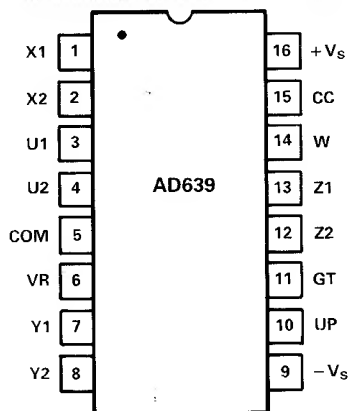 X1 1 16 +VS
X2 2 15 CC
U1 3 14 W
U2 4 AD639 13 Z1
COM 5 12 Z2
VR 6 11 GT
Y1 7 10 UP
Y2 8 9 −VS